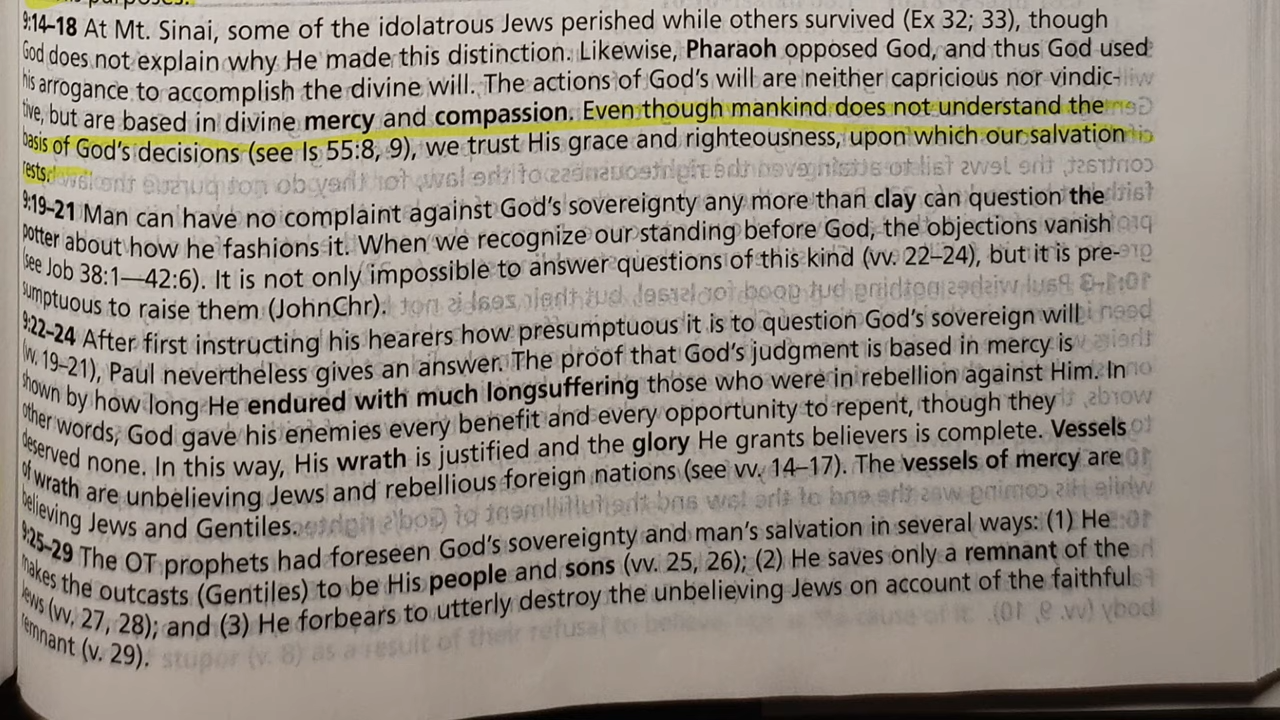 purposes.
9:14–18 At Mt. Sinai, some of the idolatrous Jews perished while others survived (Ex 32; 33), though
God does not explain why He made this distinction. Likewise, Pharaoh opposed God, and thus God used
his arrogance to accomplish the divine will. The actions of God's will are neither capricious nor vindic-
tive, but are based in divine mercy and compassion. Even though mankind does not understand the
basis of God's decisions (see Is 55:8, 9), we trust His grace and righteousness, upon which our salvation
rests.
9:19–21 Man can have no complaint against God's sovereignty any more than clay can question the
potter about how he fashions it. When we recognize our standing before God, the objections vanish
(see Job 38:1—42:6). It is not only impossible to answer questions of this kind (vv. 22–24), but it is pre-
sumptuous to raise them (JohnChr).
9:22–24 After first instructing his hearers how presumptuous it is to question God's sovereign will
(vv. 19–21), Paul nevertheless gives an answer. The proof that God's judgment is based in mercy is
shown by how long He endured with much longsuffering those who were in rebellion against Him. In
other words, God gave his enemies every benefit and every opportunity to repent, though they
deserved none. In this way, His wrath is justified and the glory He grants believers is complete. Vessels
of wrath are unbelieving Jews and rebellious foreign nations (see vv. 14–17). The vessels of mercy are
believing Jews and Gentiles.
9:25–29 The OT prophets had foreseen God's sovereignty and man's salvation in several ways: (1) He
makes the outcasts (Gentiles) to be His people and sons (vv. 25, 26); (2) He saves only a remnant of the
Jews (vv, 27, 28); and (3) He forbears to utterly destroy the unbelieving Jews on account of the faithful
remnant (v. 29).